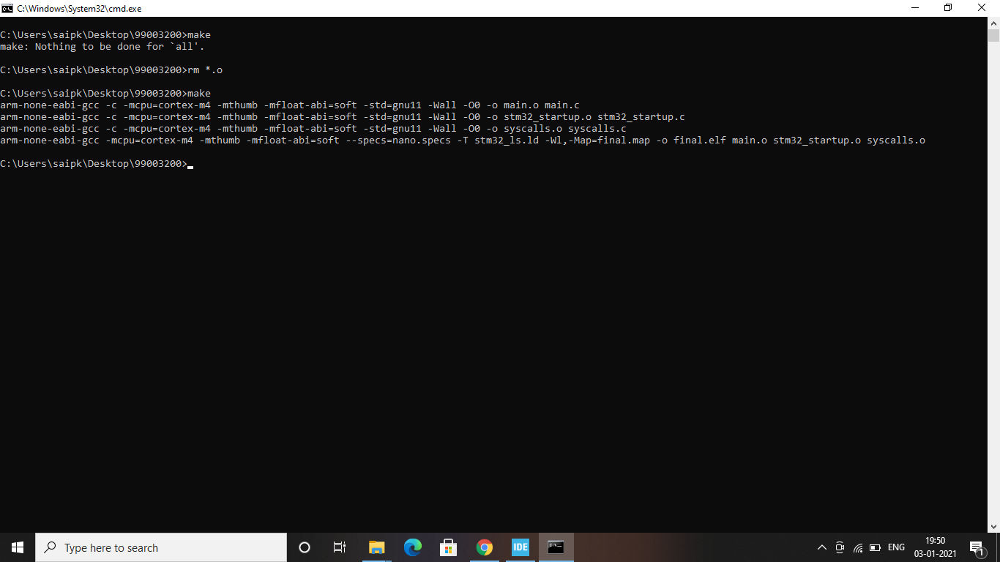 C:\Windows\System32\cmd.exe
C:\Users\saipk\Desktop\99003200>make
make: Nothing to be done for `all'.
C:\Users\saipk\Desktop\99003200>rm *.o
C:\Users\saipk\Desktop\99003200>make
arm-none-eabi-gcc -c -mcpu=cortex-m4 -mthumb -mfloat-abi=soft -std=gnu11 -Wall -O0 -o main.o main.c
arm-none-eabi-gcc -c -mcpu=cortex-m4 -mthumb -mfloat-abi=soft -std=gnu11 -Wall -O0 -o stm32_startup.o stm32_startup.c
arm-none-eabi-gcc -c -mcpu=cortex-m4 -mthumb -mfloat-abi=soft -std=gnu11 -Wall -O0 -o syscalls.o syscalls.c
arm-none-eabi-gcc -mcpu=cortex-m4 -mthumb -mfloat-abi=soft --specs=nano.specs -T stm32_ls.ld -Wl,-Map=final.map -o final.elf main.o stm32_startup.o syscalls.o
C:\Users\saipk\Desktop\99003200>
Type here to search
IDE
ENG
19:50
03-01-2021
1